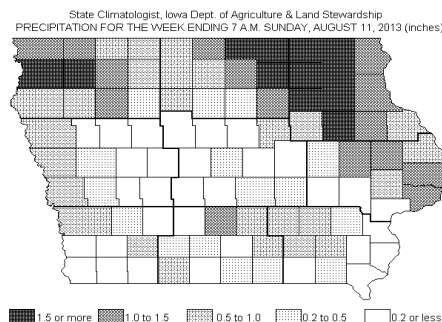 State Climatologist, Iowa Dept. of Agriculture & Land Stewardship
PRECIPITATION FOR THE WEEK ENDING 7 A.M. SUNDAY, AUGUST 11, 2013 (inches)
1.5 or more 1.0 to 1.5 0.5 to 1.0 0.2 to 0.5 0.2 or less